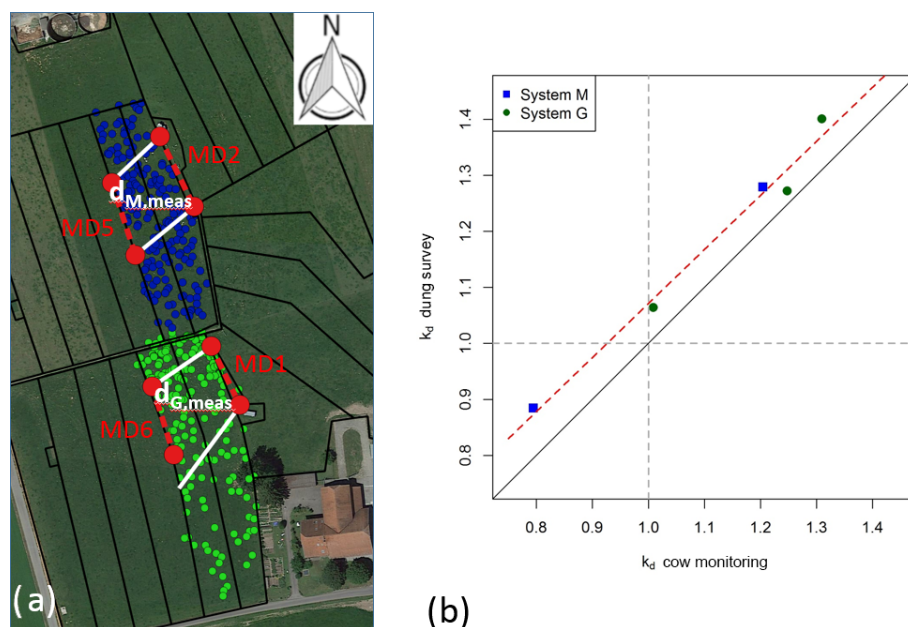 N
MD2
d_M,meas
MD5
MD1
d_G,meas
MD6
(a)
System M
System G
k_d dung survey
1.4
1.3
1.2
1.1
1.0
0.9
0.8
0.8 0.9 1.0 1.1 1.2 1.3 1.4
k_d cow monitoring
(b)